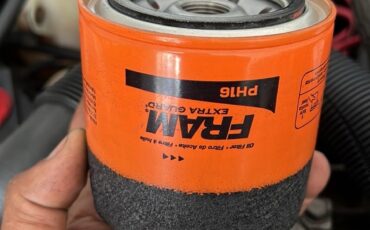 PH16
EXTRA GUARD
FRAM
Oil Filter • Filtro de Aceite • Filtre huile